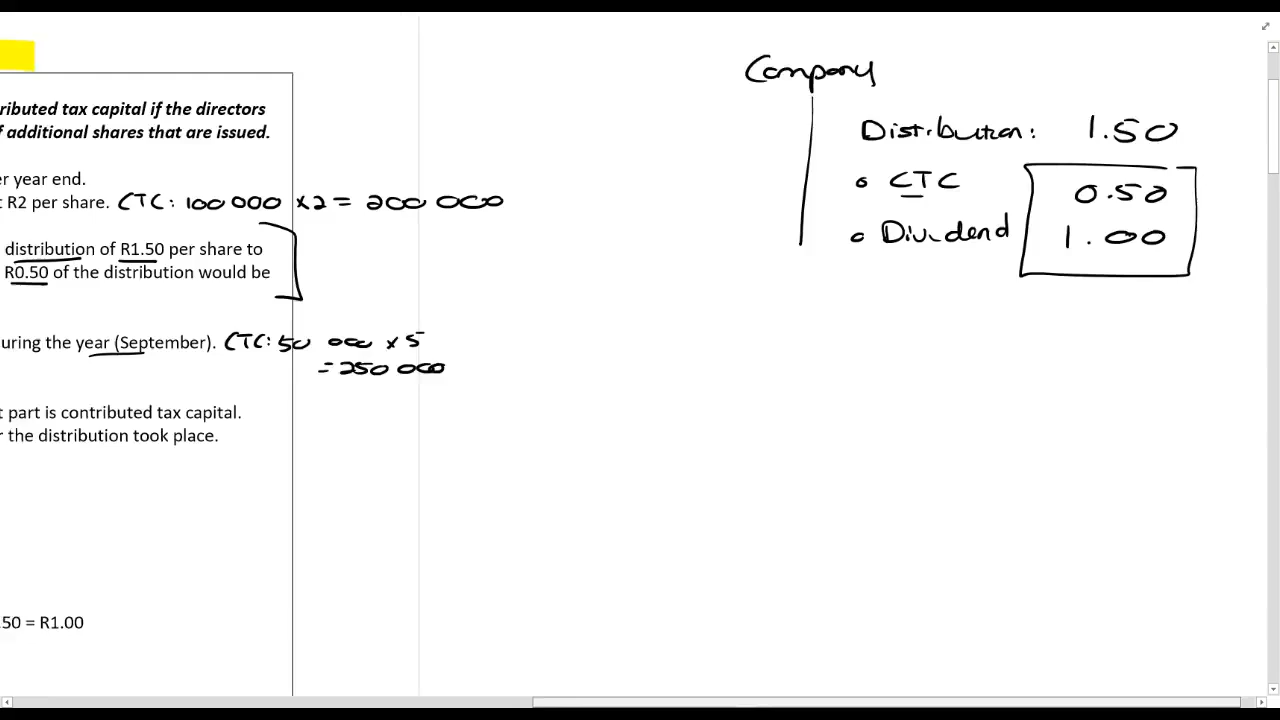 Company
tributed tax capital if the directors
f additional shares that are issued.
Distribution: 1.50
er year end.
• CTC 0.50
t R2 per share. CTC: 100 000 x2 = 200 000
• Dividend 1.00
distribution of R1.50 per share to
R0.50 of the distribution would be
uring the year (September). CTC: 50 000 x 5
= 250 000
t part is contributed tax capital.
r the distribution took place.
.50 = R1.00